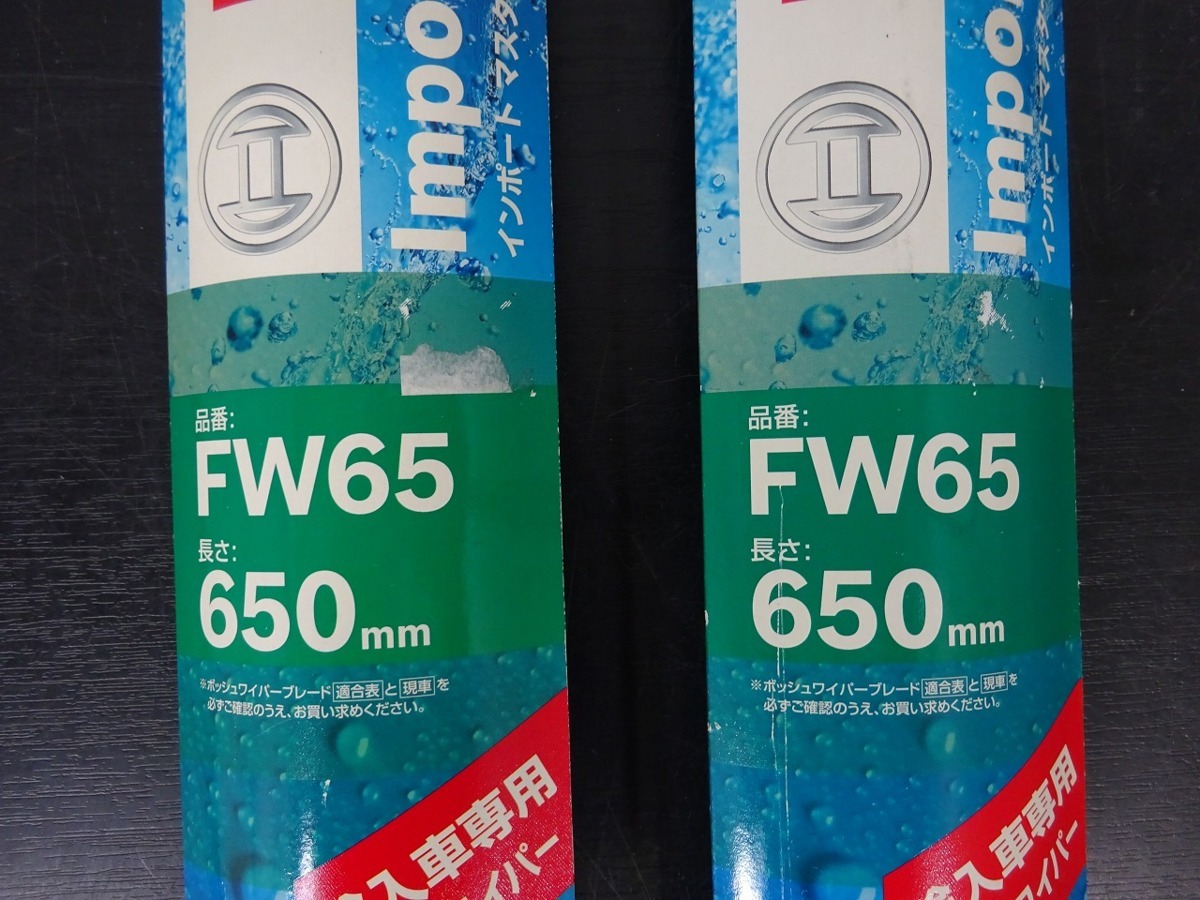 Impo
インポート マスタ
品番:
FW65
長さ:
650mm
※ボッシュワイパーブレード 適合表 と 現車 を
必ずご確認のうえ、お買い求めください。
入車専用
イパー
Impo
インポート マスタ
品番:
FW65
長さ:
650mm
※ボッシュワイパーブレード 適合表 と 現車 を
必ずご確認のうえ、お買い求めください。
入車専用
ワイパー